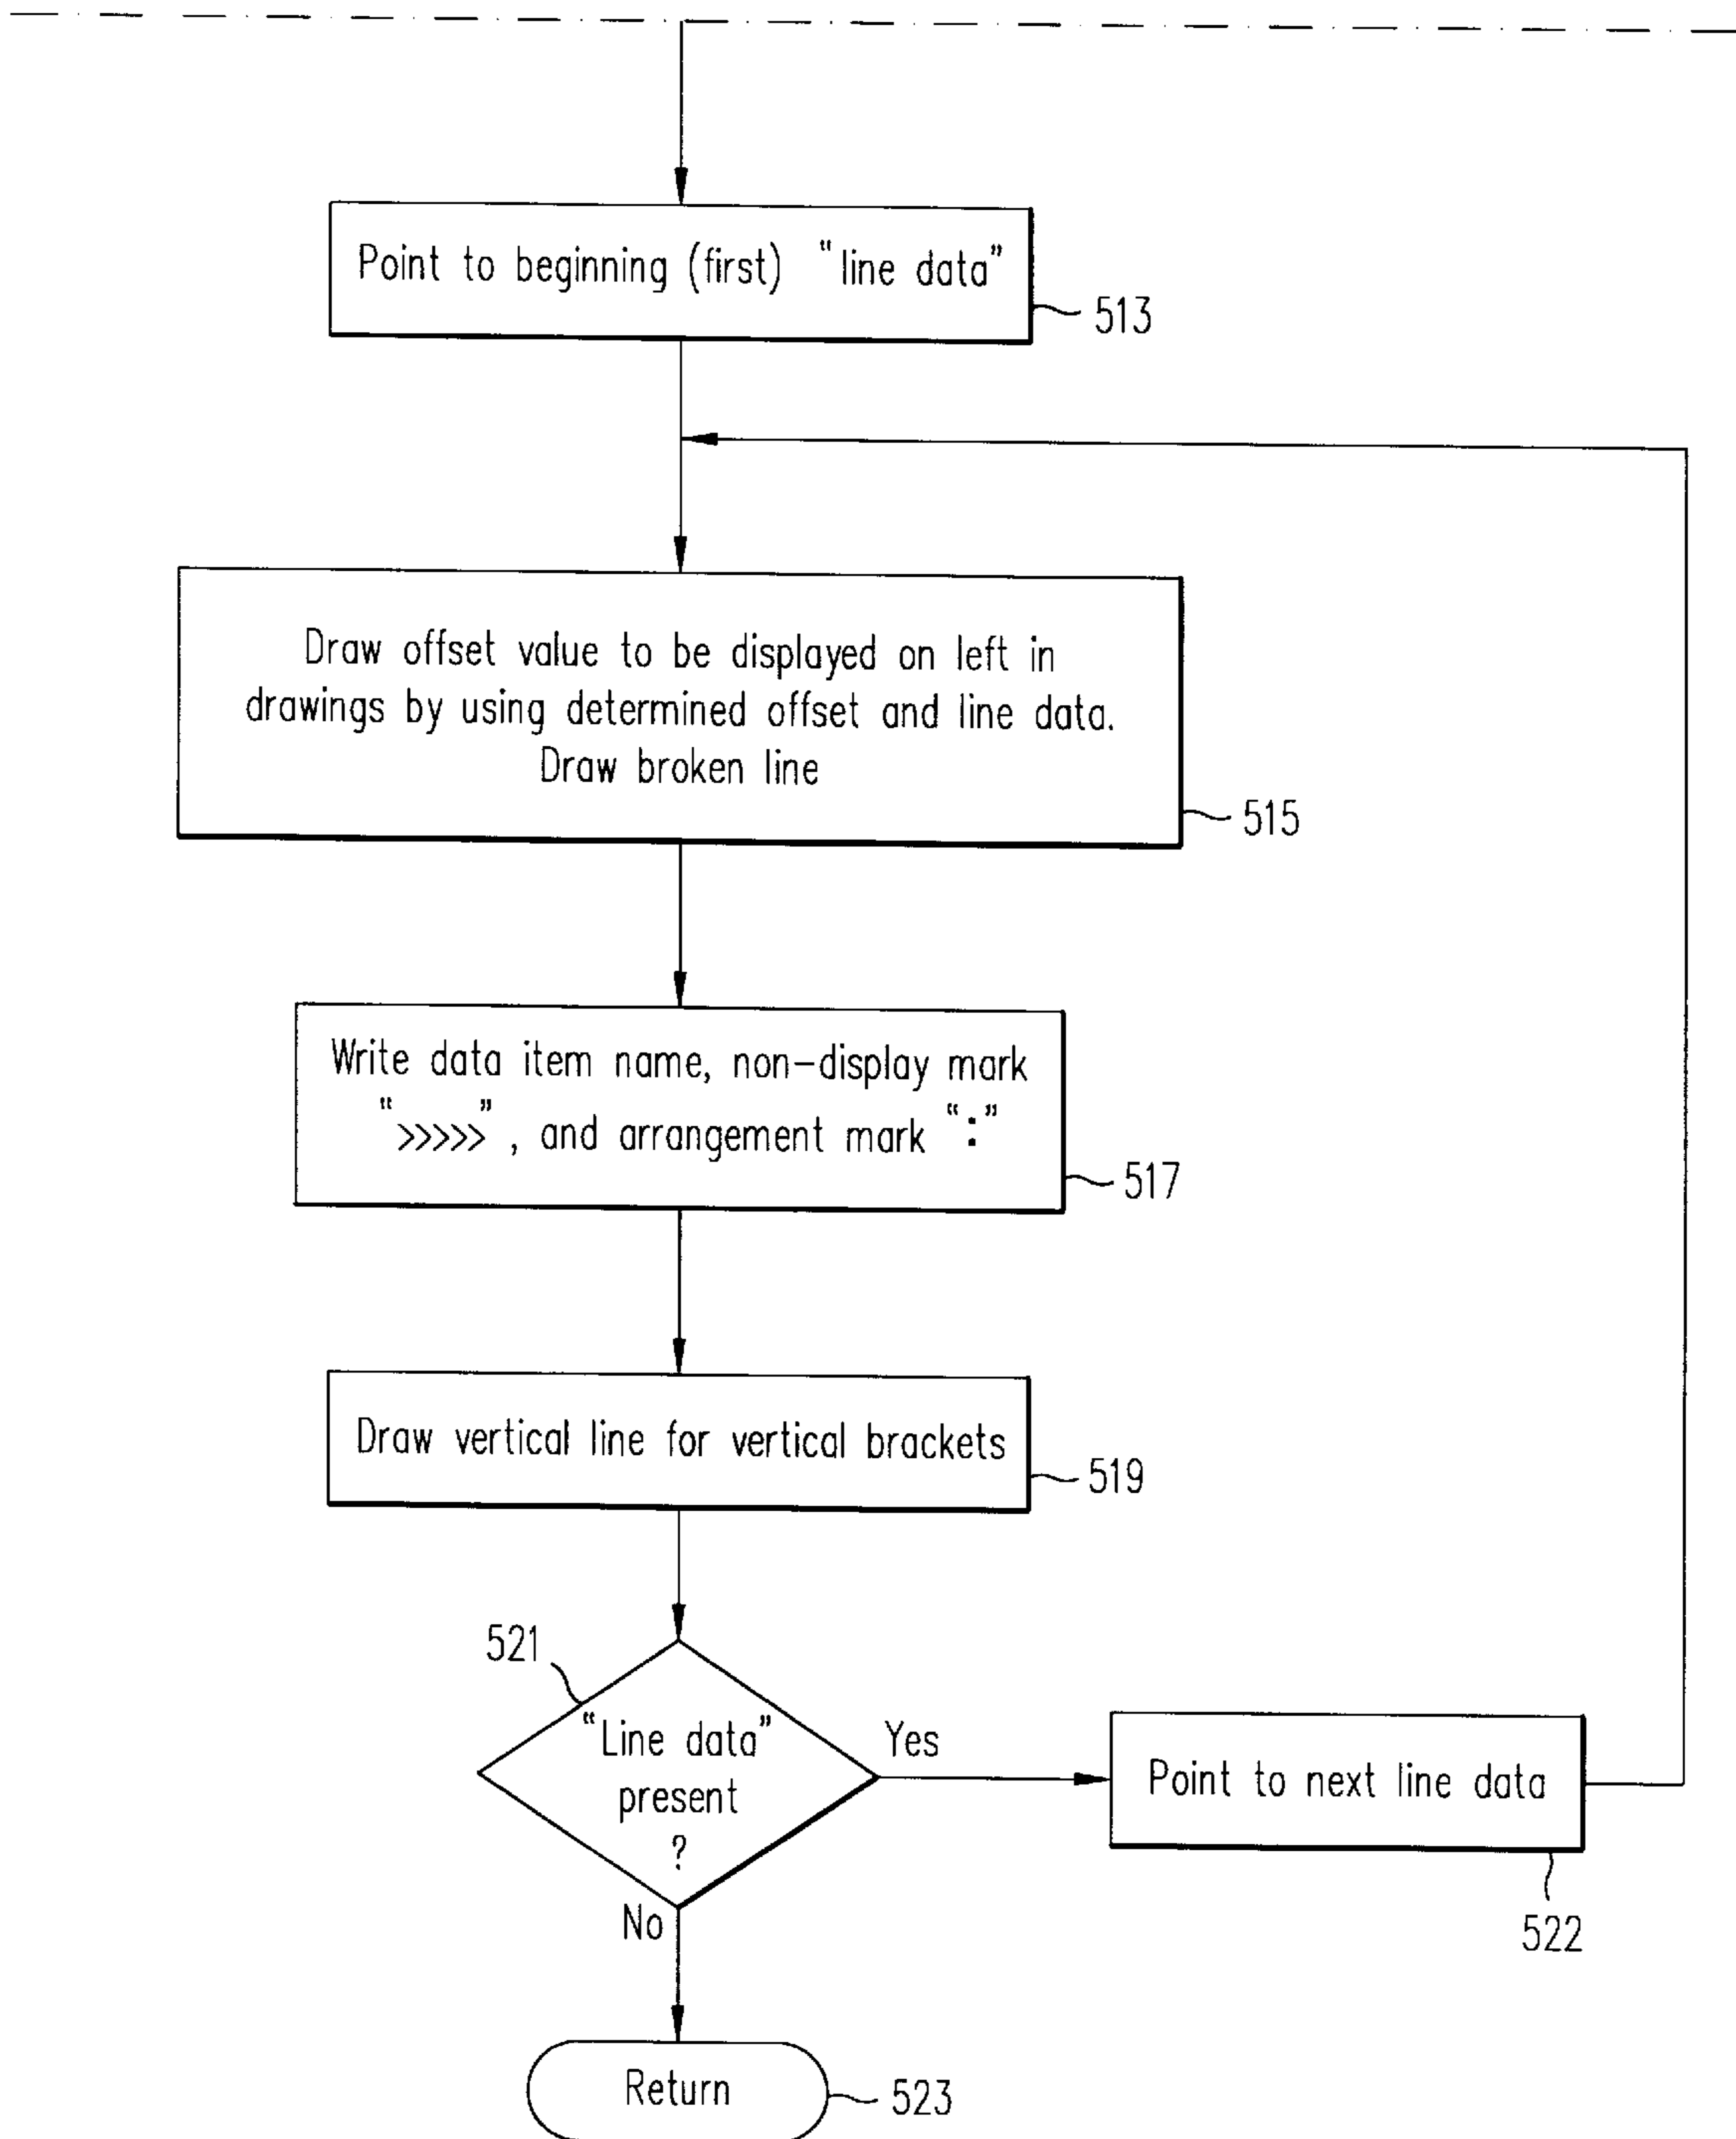 Point to beginning (first) "line data"
513
Draw offset value to be displayed on left in
drawings by using determined offset and line data.
Draw broken line
515
Write data item name, non-display mark
">>>>>", and arrangement mark ":"
517
Draw vertical line for vertical brackets
519
521
"Line data"
present
?
Yes
Point to next line data
522
No
Return
523